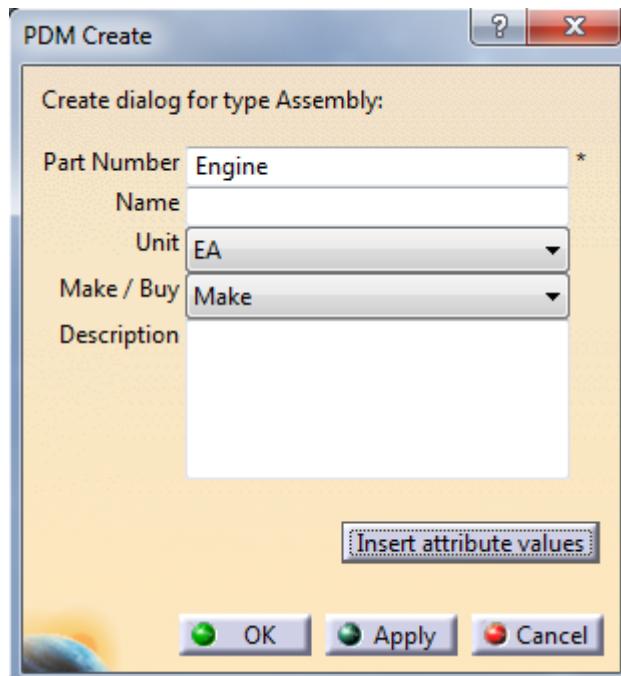 PDM Create
Create dialog for type Assembly:
Part Number Engine *
Name
Unit EA
Make / Buy Make
Description
Insert attribute values
OK Apply Cancel